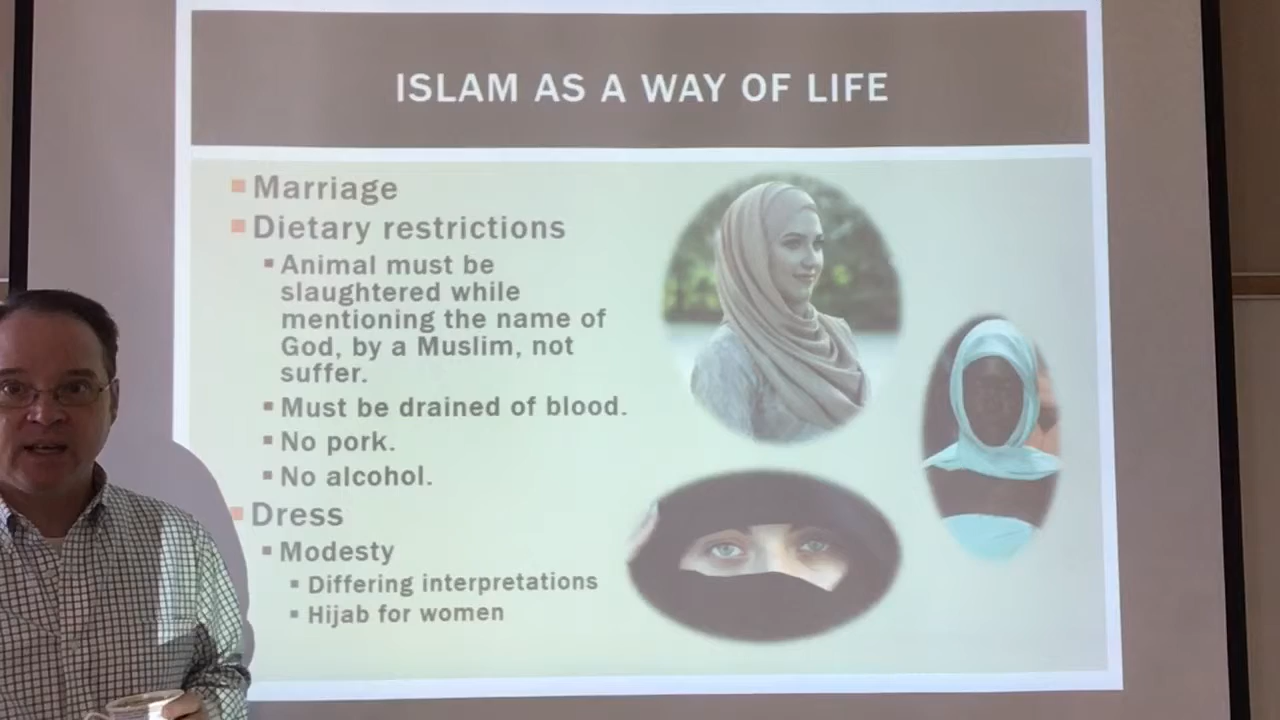 ISLAM AS A WAY OF LIFE
Marriage
Dietary restrictions
Animal must be
slaughtered while
mentioning the name of
God, by a Muslim, not
suffer.
Must be drained of blood.
No pork.
No alcohol.
Dress
Modesty
Differing interpretations
Hijab for women